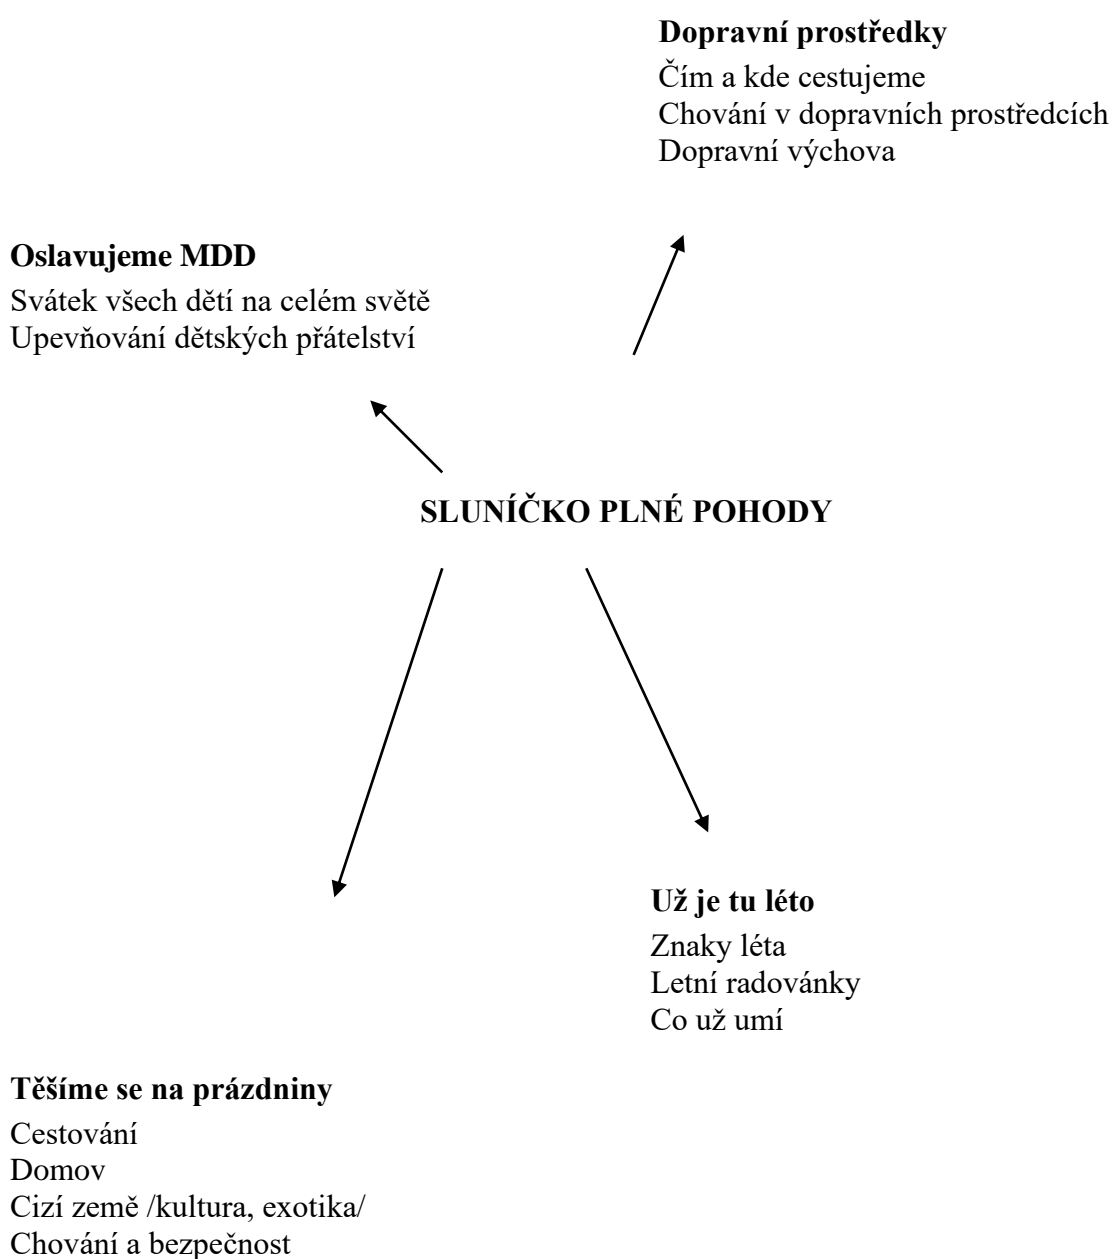 Dopravní prostředky
Čím a kde cestujeme
Chování v dopravních prostředcích
Dopravní výchova
Oslavujeme MDD
Svátek všech dětí na celém světě
Upevňování dětských přátelství
SLUNÍČKO PLNÉ POHODY
Už je tu léto
Znaky léta
Letní radovánky
Co už umí
Těšíme se na prázdniny
Cestování
Domov
Cizí země /kultura, exotika/
Chování a bezpečnost